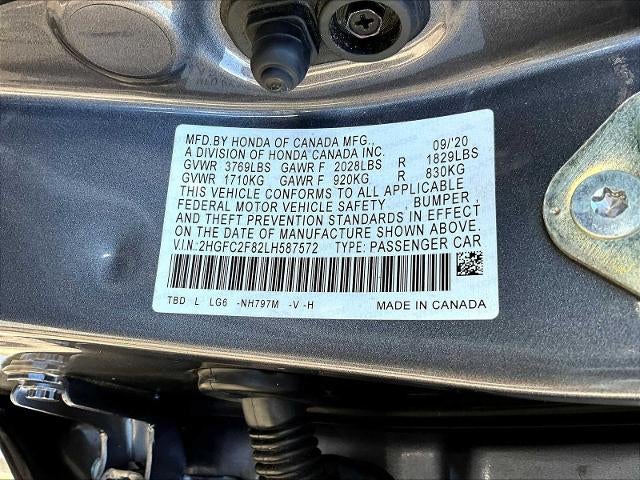 MFD.BY HONDA OF CANADA MFG., 09/'20
A DIVISION OF HONDA CANADA INC.
GVWR 3769LBS GAWR F 2028LBS R 1829LBS
GVWR 1710KG GAWR F 920KG R 830KG
THIS VEHICLE CONFORMS TO ALL APPLICABLE
FEDERAL MOTOR VEHICLE SAFETY , BUMPER ,
AND THEFT PREVENTION STANDARDS IN EFFECT
ON THE DATE OF MANUFACTURE SHOWN ABOVE.
V.I.N.:2HGFC2F82LH587572 TYPE: PASSENGER CAR
TBD L LG6 -NH797M -V -H MADE IN CANADA